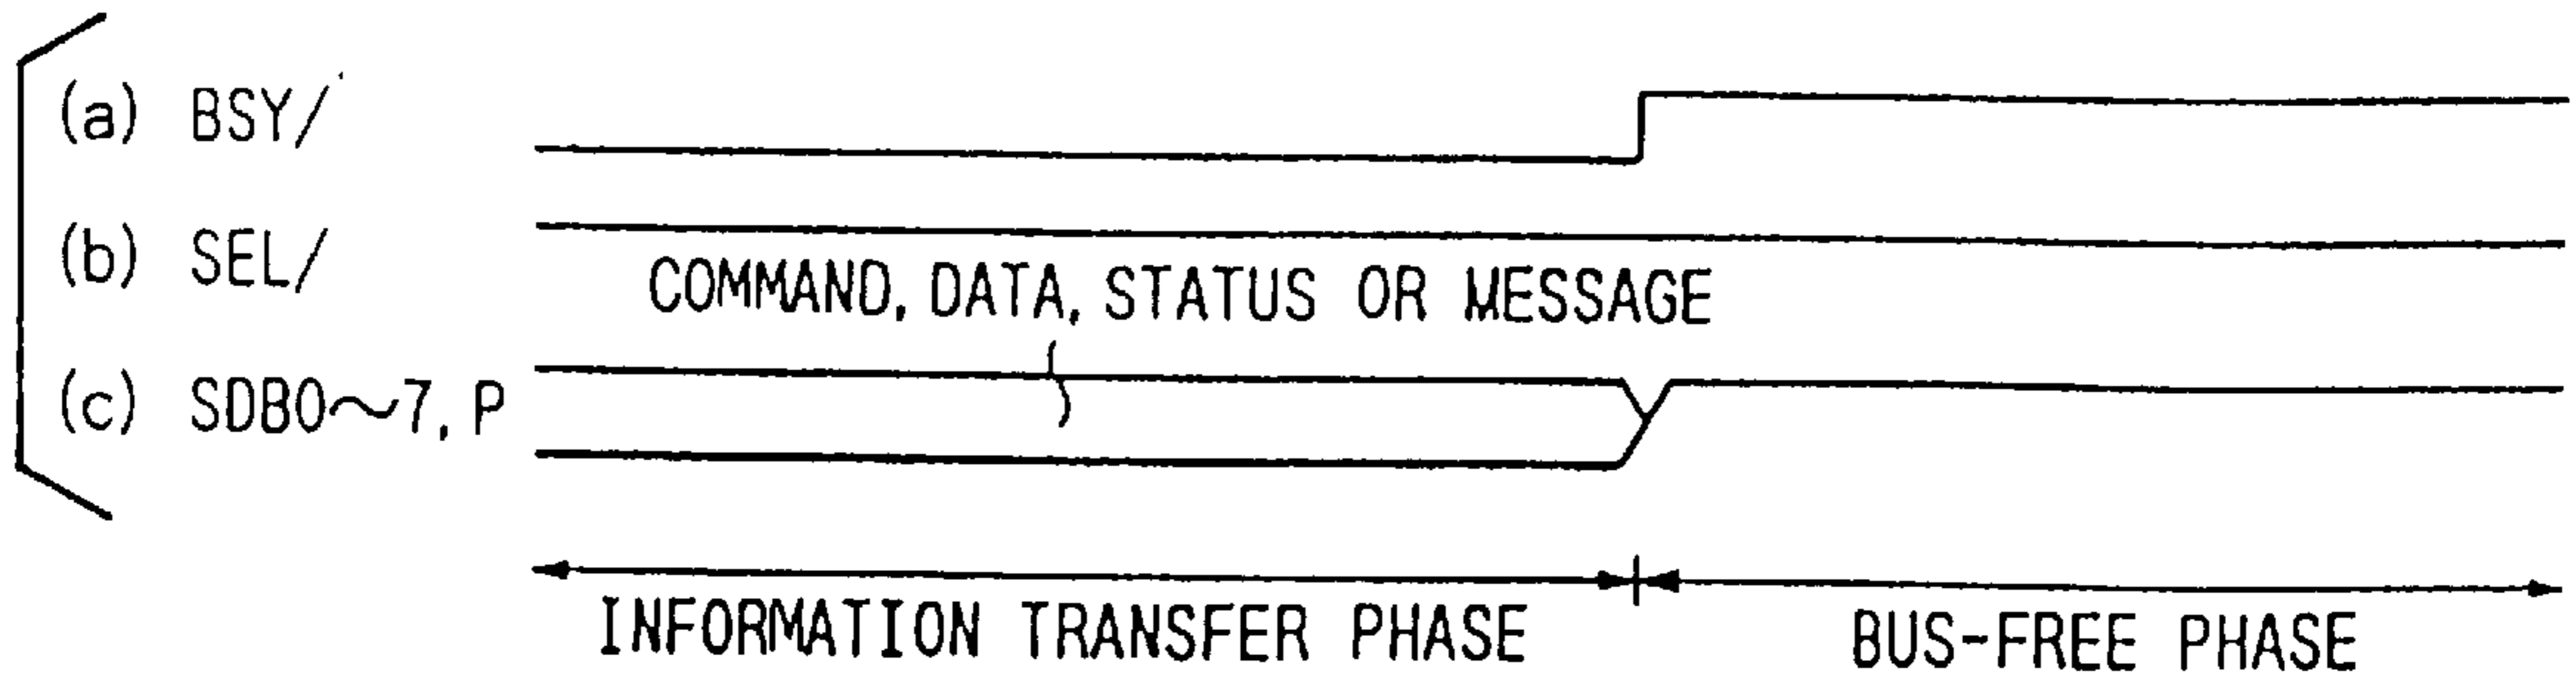 (a) BSY/
(b) SEL/
COMMAND, DATA, STATUS OR MESSAGE
(c) SDB0~7, P
INFORMATION TRANSFER PHASE
BUS-FREE PHASE